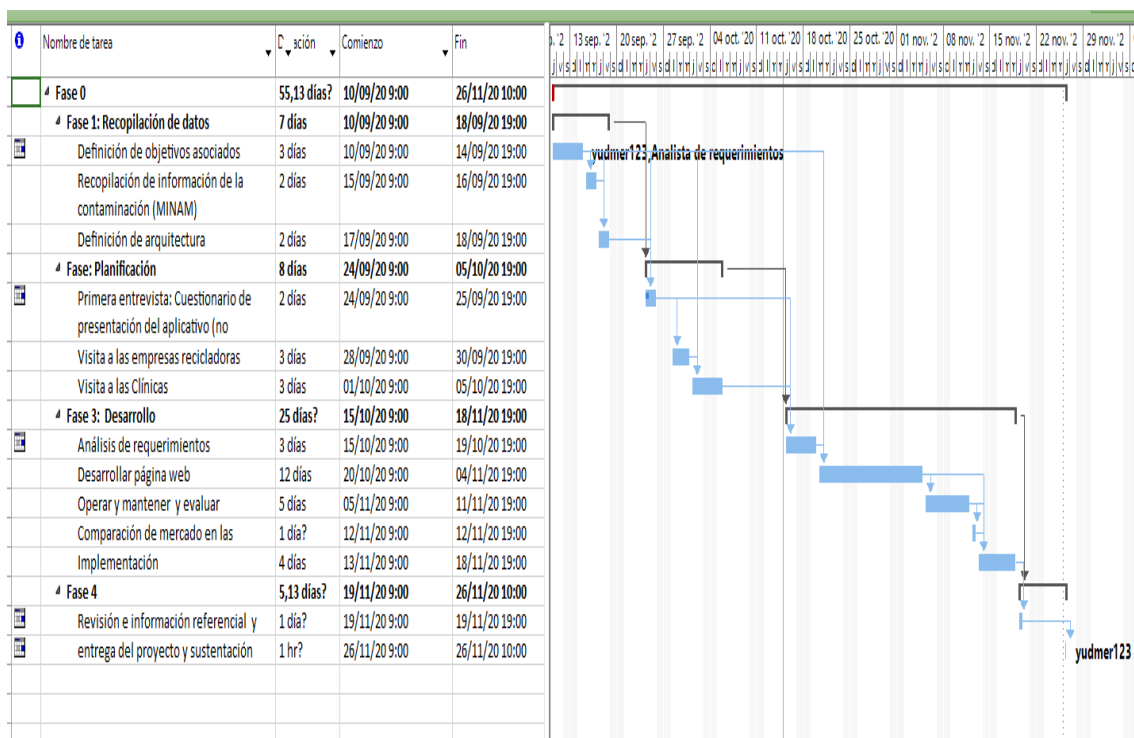 Nombre de tarea D ación Comienzo Fin
'2 13 sep. '2 20 sep. '2 27 sep. '2 04 oct. '20 11 oct. '20 18 oct. '20 25 oct. '20 01 nov. '2 08 nov. '2 15 nov. '2 22 nov. '2 29 nov. '2
Fase 0 55,13 días? 10/09/20 9:00 26/11/20 10:00
Fase 1: Recopilación de datos 7 días 10/09/20 9:00 18/09/20 19:00
Definición de objetivos asociados 3 días 10/09/20 9:00 14/09/20 19:00 yudmer123;Analista de requerimientos
Recopilación de información de la 2 días 15/09/20 9:00 16/09/20 19:00
contaminación (MINAM)
Definición de arquitectura 2 días 17/09/20 9:00 18/09/20 19:00
Fase: Planificación 8 días 24/09/20 9:00 05/10/20 19:00
Primera entrevista: Cuestionario de 2 días 24/09/20 9:00 25/09/20 19:00
presentación del aplicativo (no
Visita a las empresas recicladoras 3 días 28/09/20 9:00 30/09/20 19:00
Visita a las Clínicas 3 días 01/10/20 9:00 05/10/20 19:00
Fase 3: Desarrollo 25 días? 15/10/20 9:00 18/11/20 19:00
Análisis de requerimientos 3 días 15/10/20 9:00 19/10/20 19:00
Desarrollar página web 12 días 20/10/20 9:00 04/11/20 19:00
Operar y mantener y evaluar 5 días 05/11/20 9:00 11/11/20 19:00
Comparación de mercado en las 1 día? 12/11/20 9:00 12/11/20 19:00
Implementación 4 días 13/11/20 9:00 18/11/20 19:00
Fase 4 5,13 días? 19/11/20 9:00 26/11/20 10:00
Revisión e información referencial y 1 día? 19/11/20 9:00 19/11/20 19:00
entrega del proyecto y sustentación 1 hr? 26/11/20 9:00 26/11/20 10:00 yudmer123